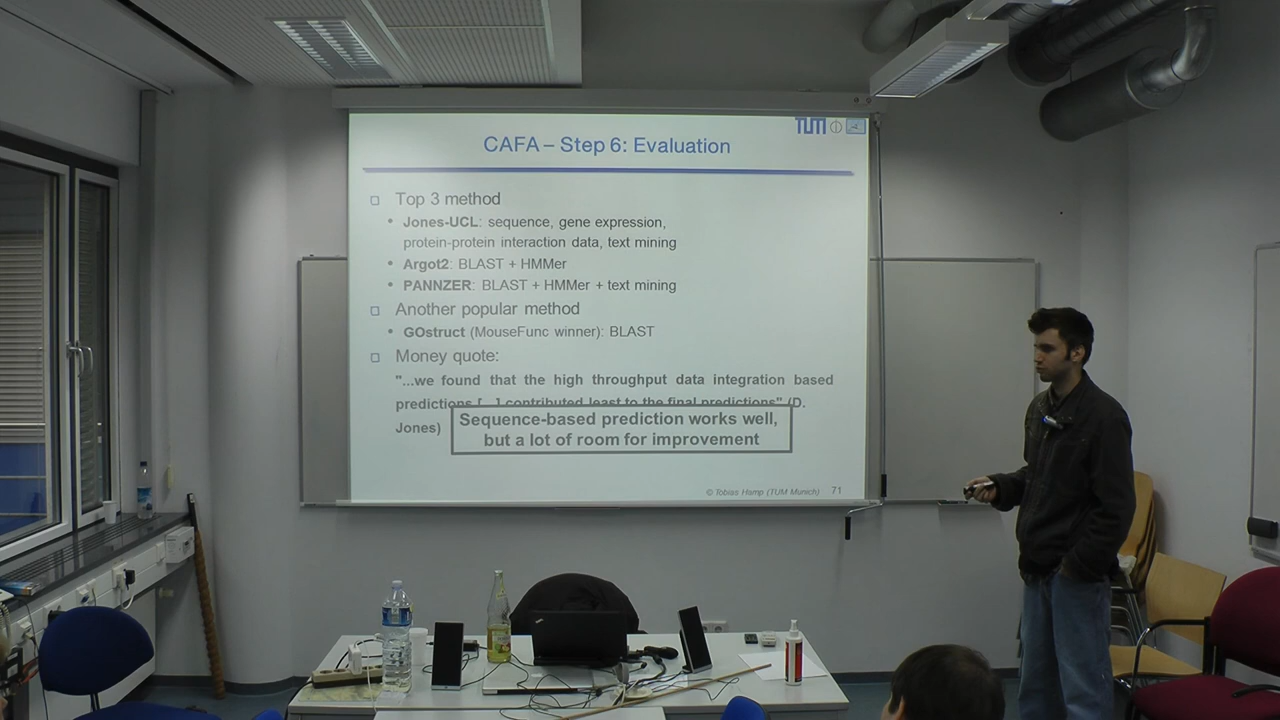 TUM
CAFA – Step 6: Evaluation
Top 3 method
• Jones-UCL: sequence, gene expression,
protein-protein interaction data, text mining
• Argot2: BLAST + HMMer
• PANNZER: BLAST + HMMer + text mining
Another popular method
• GOstruct (MouseFunc winner): BLAST
Money quote:
"...we found that the high throughput data integration based
predictions [...] contributed least to the final predictions" (D.
Jones)
Sequence-based prediction works well,
but a lot of room for improvement
© Tobias Hamp (TUM Munich) 71